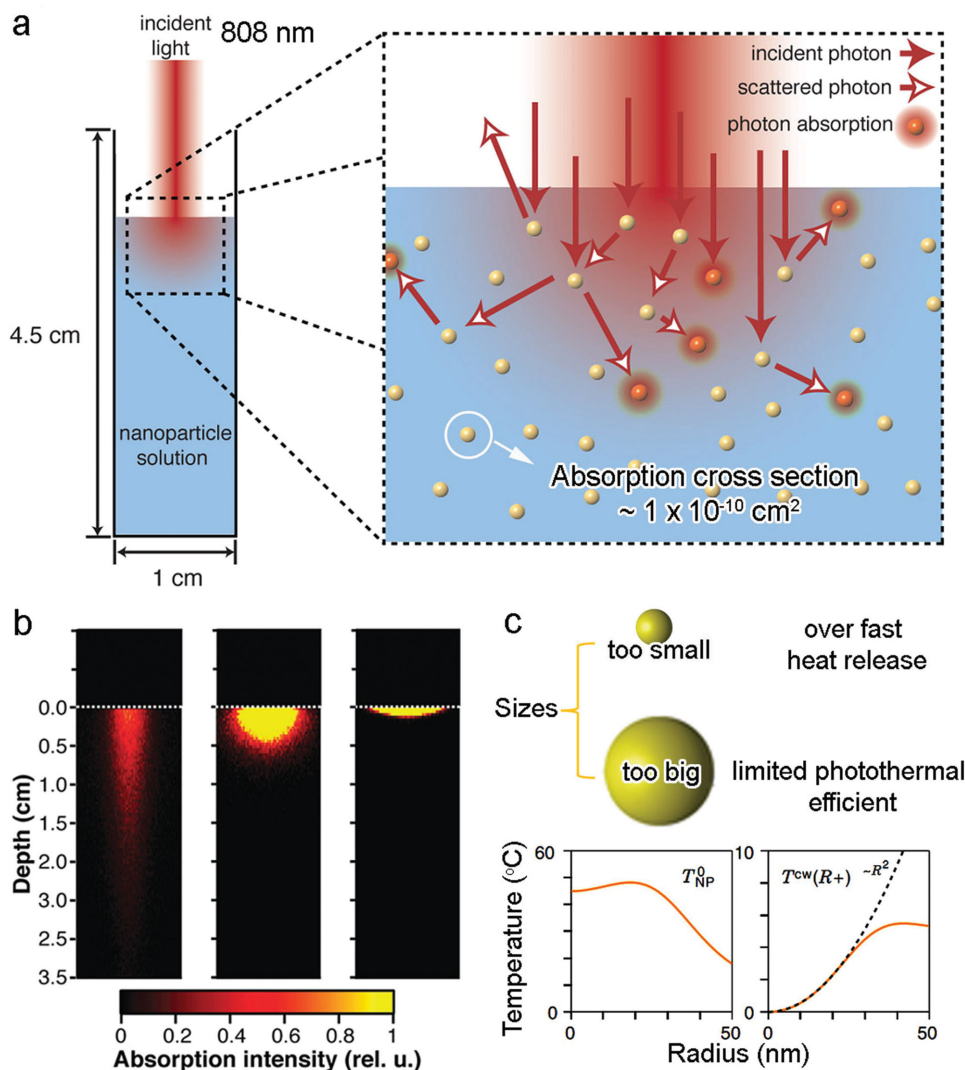 a
incident
light
808 nm
4.5 cm
nanoparticle
solution
1 cm
incident photon
scattered photon
photon absorption
Absorption cross section
~ 1 x 10⁻¹⁰ cm²
b
Depth (cm)
0.0
0.5
1.0
1.5
2.0
2.5
3.0
3.5
0 0.2 0.4 0.6 0.8 1
Absorption intensity (rel. u.)
c
Sizes
too small
over fast
heat release
too big
limited photothermal
efficient
Temperature (°C)
60
0
T⁰NP
0 50
10
0
Tᶜʷ(R+) ~R²
0 50
Radius (nm)